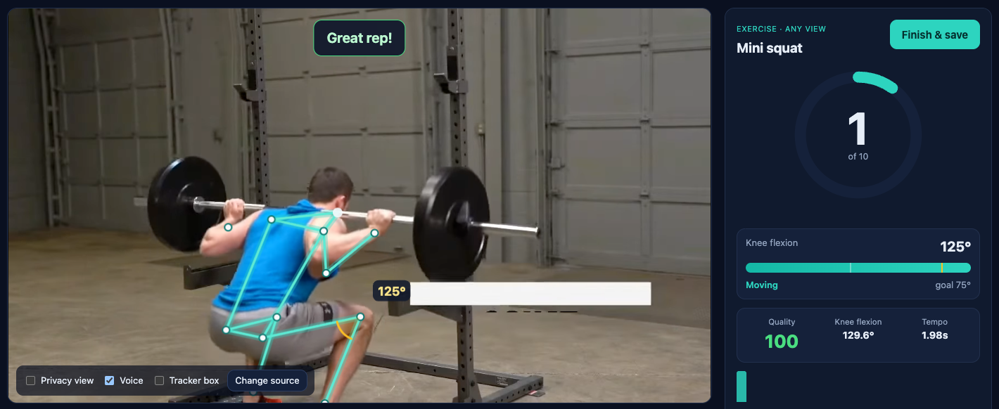 Great rep!
125°
Privacy view
Voice
Tracker box
Change source
EXERCISE · ANY VIEW
Mini squat
Finish & save
1
of 10
Knee flexion
125°
Moving
goal 75°
Quality
Knee flexion
Tempo
100
129.6°
1.98s